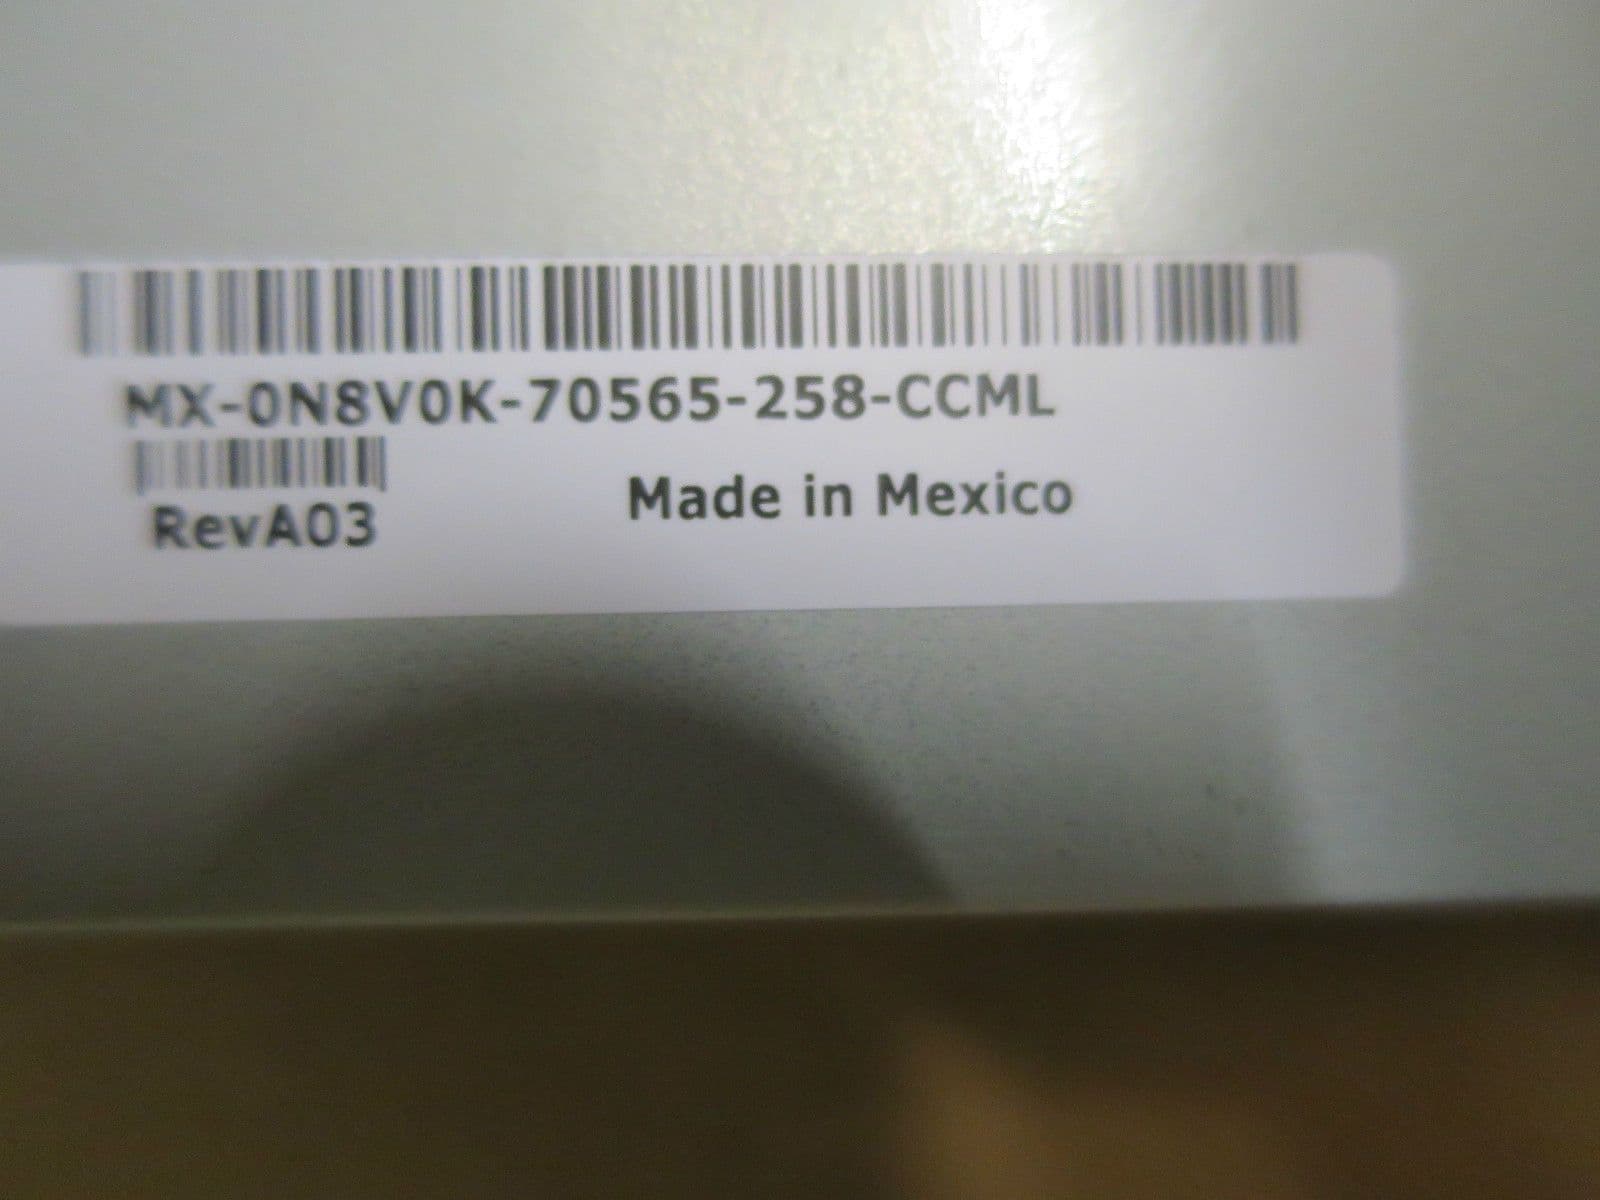 MX-0N8V0K-70565-258-CCML
RevA03
Made in Mexico